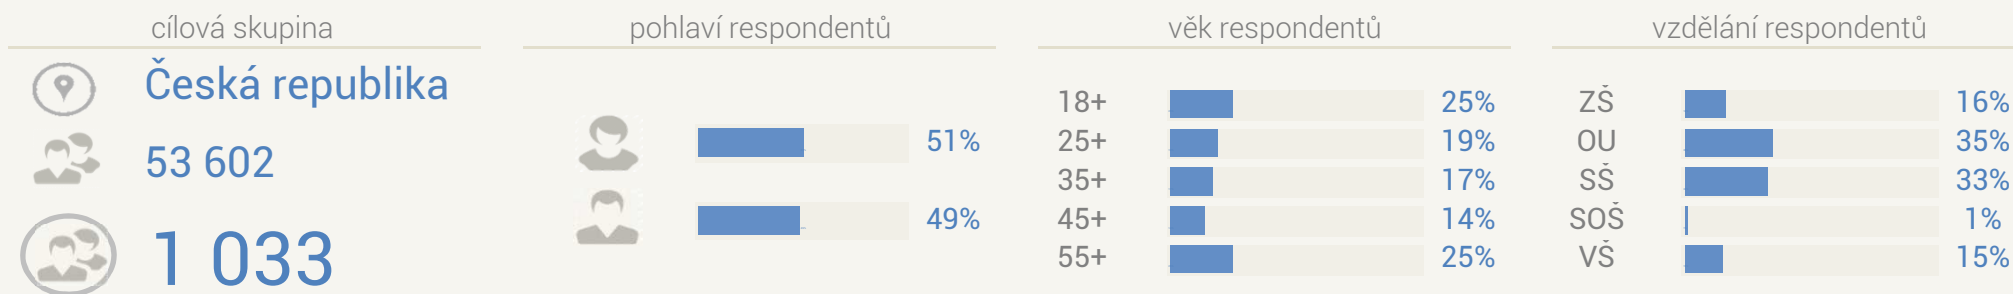 cílová skupina
Česká republika
53 602
1 033
pohlaví respondentů
51%
49%
věk respondentů
18+ 25%
25+ 19%
35+ 17%
45+ 14%
55+ 25%
vzdělání respondentů
ZŠ 16%
OU 35%
SŠ 33%
SOŠ 1%
VŠ 15%